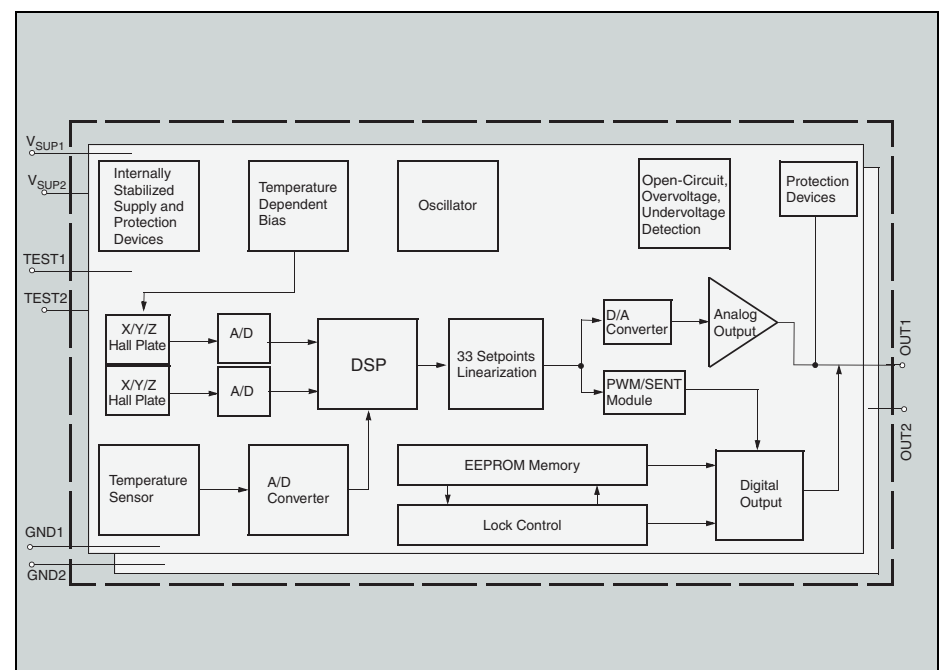 VSUP1
VSUP2
TEST1
TEST2
GND1
GND2
Internally
Stabilized
Supply and
Protection
Devices
Temperature
Dependent
Bias
Oscillator
Open-Circuit,
Overvoltage,
Undervoltage
Detection
Protection
Devices
X/Y/Z
Hall Plate
A/D
X/Y/Z
Hall Plate
A/D
DSP
33 Setpoints
Linearization
D/A
Converter
Analog
Output
PWM/SENT
Module
OUT1
OUT2
Temperature
Sensor
A/D
Converter
EEPROM Memory
Lock Control
Digital
Output